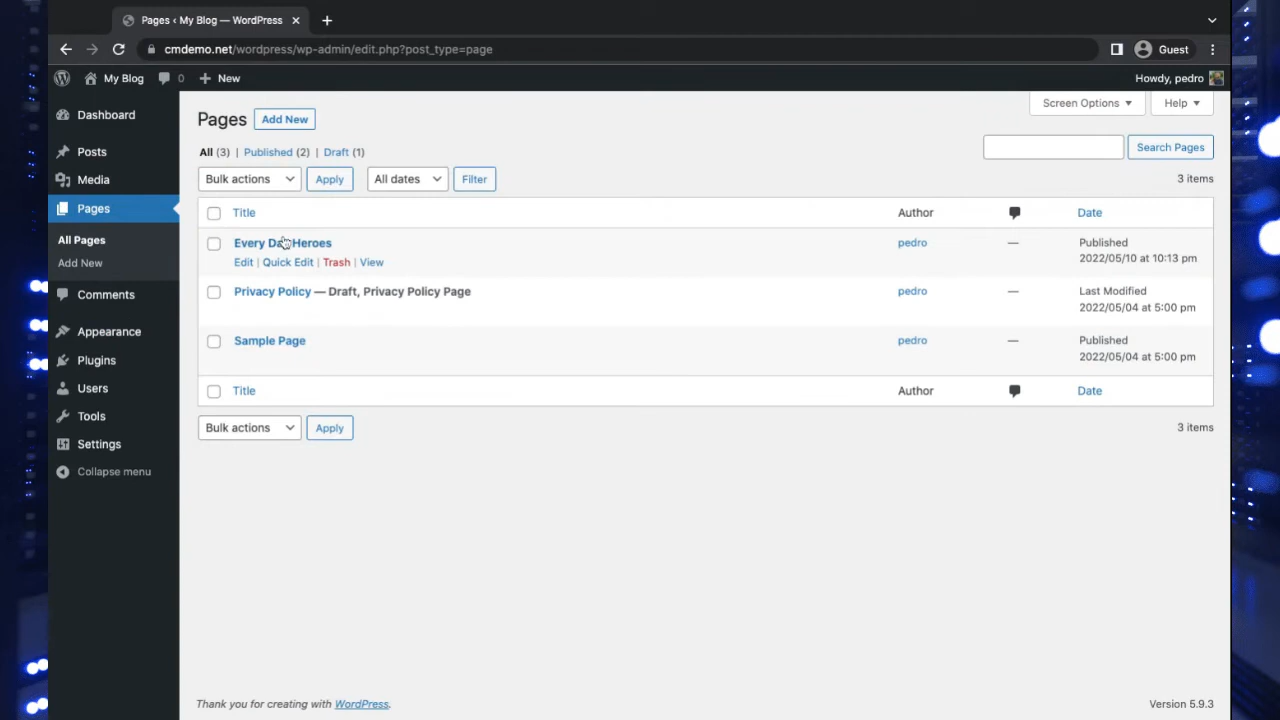 Pages ‹ My Blog — WordPress
cmdemo.net/wordpress/wp-admin/edit.php?post_type=page
Guest
My Blog 0 New
Howdy, pedro
Dashboard
Posts
Media
Pages
All Pages
Add New
Comments
Appearance
Plugins
Users
Tools
Settings
Collapse menu
Screen Options Help
Pages Add New
All (3) | Published (2) | Draft (1)
Search Pages
Bulk actions Apply All dates Filter
3 items
Title Author Date
Every Day Heroes pedro — Published
2022/05/10 at 10:13 pm
Edit | Quick Edit | Trash | View
Privacy Policy — Draft, Privacy Policy Page pedro — Last Modified
2022/05/04 at 5:00 pm
Sample Page pedro — Published
2022/05/04 at 5:00 pm
Title Author Date
Bulk actions Apply
3 items
Thank you for creating with WordPress.
Version 5.9.3